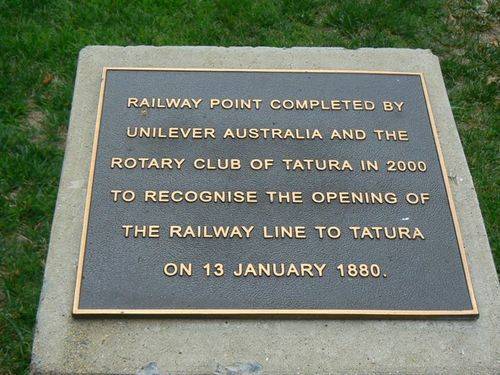 RAILWAY POINT COMPLETED BY
UNILEVER AUSTRALIA AND THE
ROTARY CLUB OF TATURA IN 2000
TO RECOGNISE THE OPENING OF
THE RAILWAY LINE TO TATURA
ON 13 JANUARY 1880.